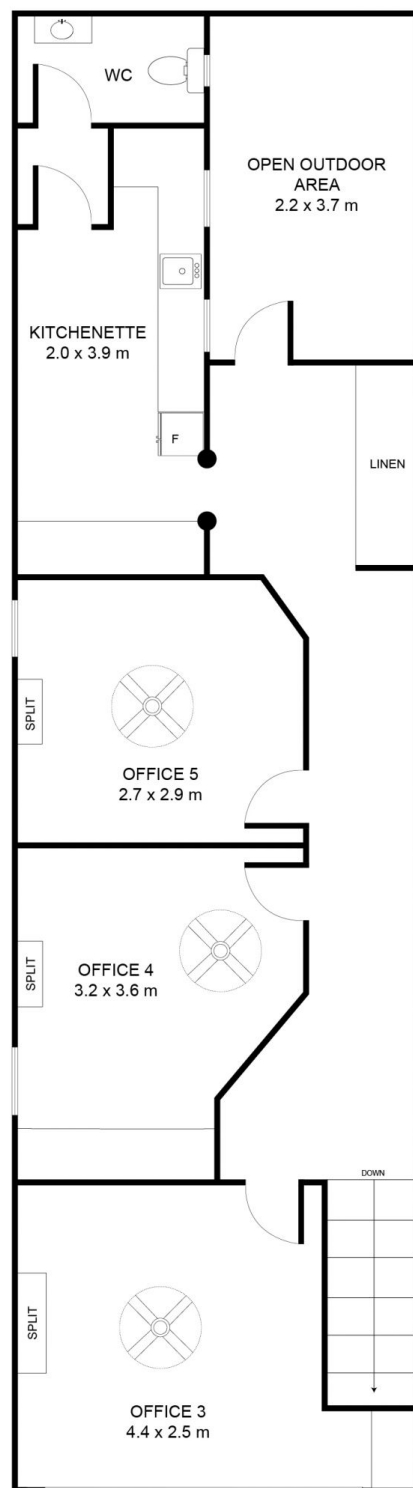 WC
OPEN OUTDOOR
AREA
2.2 x 3.7 m
KITCHENETTE
2.0 x 3.9 m
F
LINEN
SPLIT
OFFICE 5
2.7 x 2.9 m
SPLIT
OFFICE 4
3.2 x 3.6 m
DOWN
SPLIT
OFFICE 3
4.4 x 2.5 m